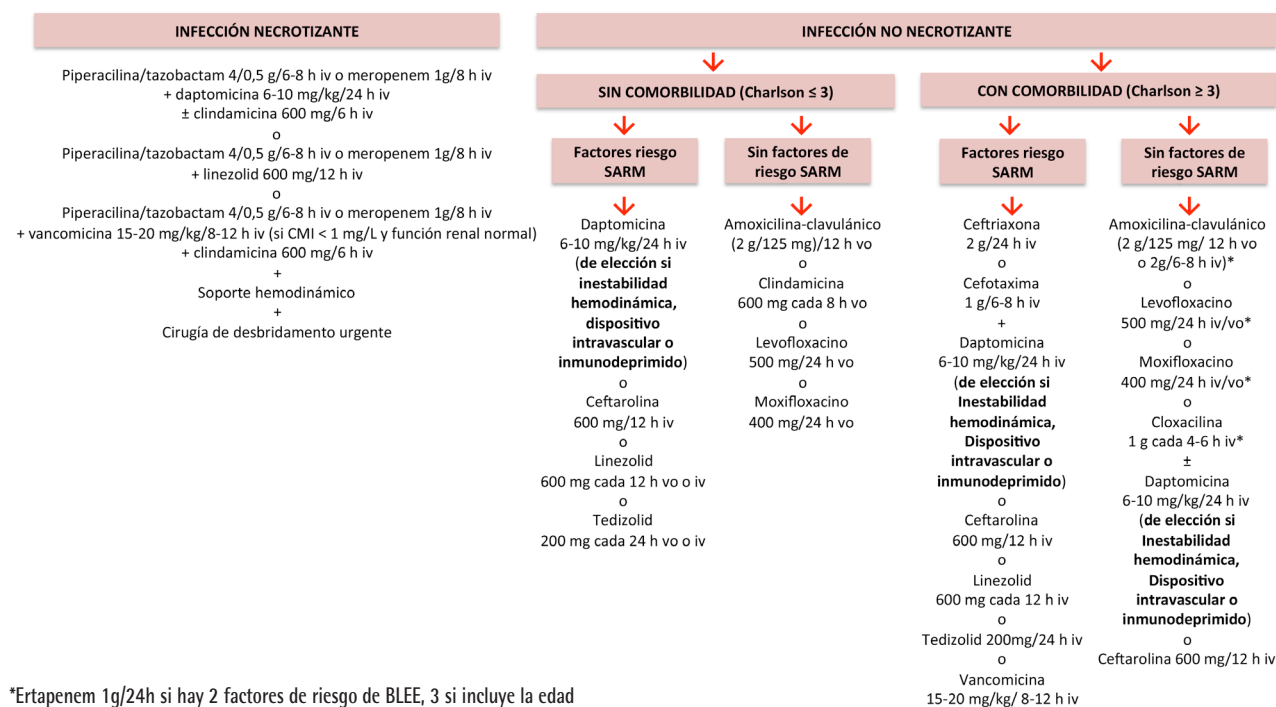 INFECCIÓN NECROTIZANTE
Piperacilina/tazobactam 4/0,5 g/6-8 h iv o meropenem 1g/8 h iv
+ daptomicina 6-10 mg/kg/24 h iv
± clindamicina 600 mg/6 h iv
o
Piperacilina/tazobactam 4/0,5 g/6-8 h iv o meropenem 1g/8 h iv
+ linezolid 600 mg/12 h iv
o
Piperacilina/tazobactam 4/0,5 g/6-8 h iv o meropenem 1g/8 h iv
+ vancomicina 15-20 mg/kg/8-12 h iv (si CMI < 1 mg/L y función renal normal)
+ clindamicina 600 mg/6 h iv
+
Soporte hemodinámico
+
Cirugía de desbridamento urgente
INFECCIÓN NO NECROTIZANTE
SIN COMORBILIDAD (Charlson ≤ 3)
Factores riesgo
SARM
Daptomicina
6-10 mg/kg/24 h iv
(de elección si
inestabilidad
hemodinámica,
dispositivo
intravascular o
inmunodeprimido)
o
Ceftarolina
600 mg/12 h iv
o
Linezolid
600 mg cada 12 h vo o iv
o
Tedizolid
200 mg cada 24 h vo o iv
Sin factores de
riesgo SARM
Amoxicilina-clavulánico
(2 g/125 mg)/12 h vo
o
Clindamicina
600 mg cada 8 h vo
o
Levofloxacino
500 mg/24 h vo
o
Moxifloxacino
400 mg/24 h vo
CON COMORBILIDAD (Charlson ≥ 3)
Factores riesgo
SARM
Ceftriaxona
2 g/24 h iv
o
Cefotaxima
1 g/6-8 h iv
+
Daptomicina
6-10 mg/kg/24 h iv
(de elección si
Inestabilidad
hemodinámica,
Dispositivo
intravascular o
inmunodeprimido)
o
Ceftarolina
600 mg/12 h iv
o
Linezolid
600 mg cada 12 h iv
o
Tedizolid 200mg/24 h iv
o
Vancomicina
15-20 mg/kg/ 8-12 h iv
Sin factores de
riesgo SARM
Amoxicilina-clavulánico
(2 g/125 mg/ 12 h vo
o 2g/6-8 h iv)*
o
Levofloxacino
500 mg/24 h iv/vo*
o
Moxifloxacino
400 mg/24 h iv/vo*
o
Cloxacilina
1 g cada 4-6 h iv*
±
Daptomicina
6-10 mg/kg/24 h iv
(de elección si
Inestabilidad
hemodinámica,
Dispositivo
intravascular o
inmunodeprimido)
o
Ceftarolina 600 mg/12 h iv
*Ertapenem 1g/24h si hay 2 factores de riesgo de BLEE, 3 si incluye la edad